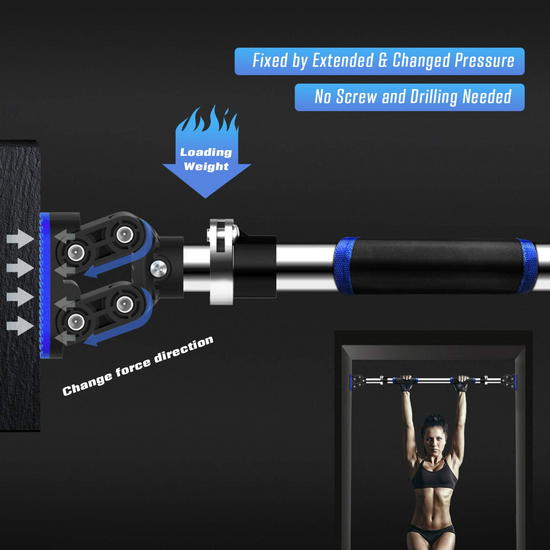 Fixed by Extended & Changed Pressure
No Screw and Drilling Needed
Loading
Weight
Change force direction